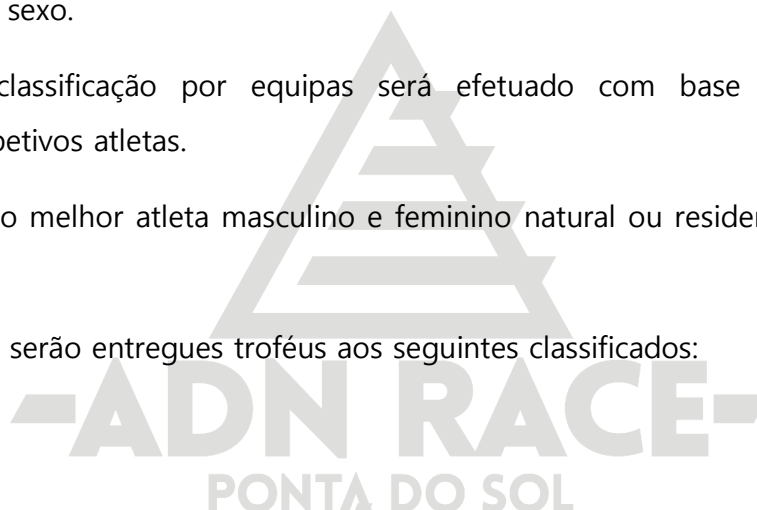 sexo.
classificação por equipas será efetuado com base
petivos atletas.
o melhor atleta masculino e feminino natural ou
serão entregues troféus aos seguintes classificados:
-ADN RACE-
PONTA DO SOL